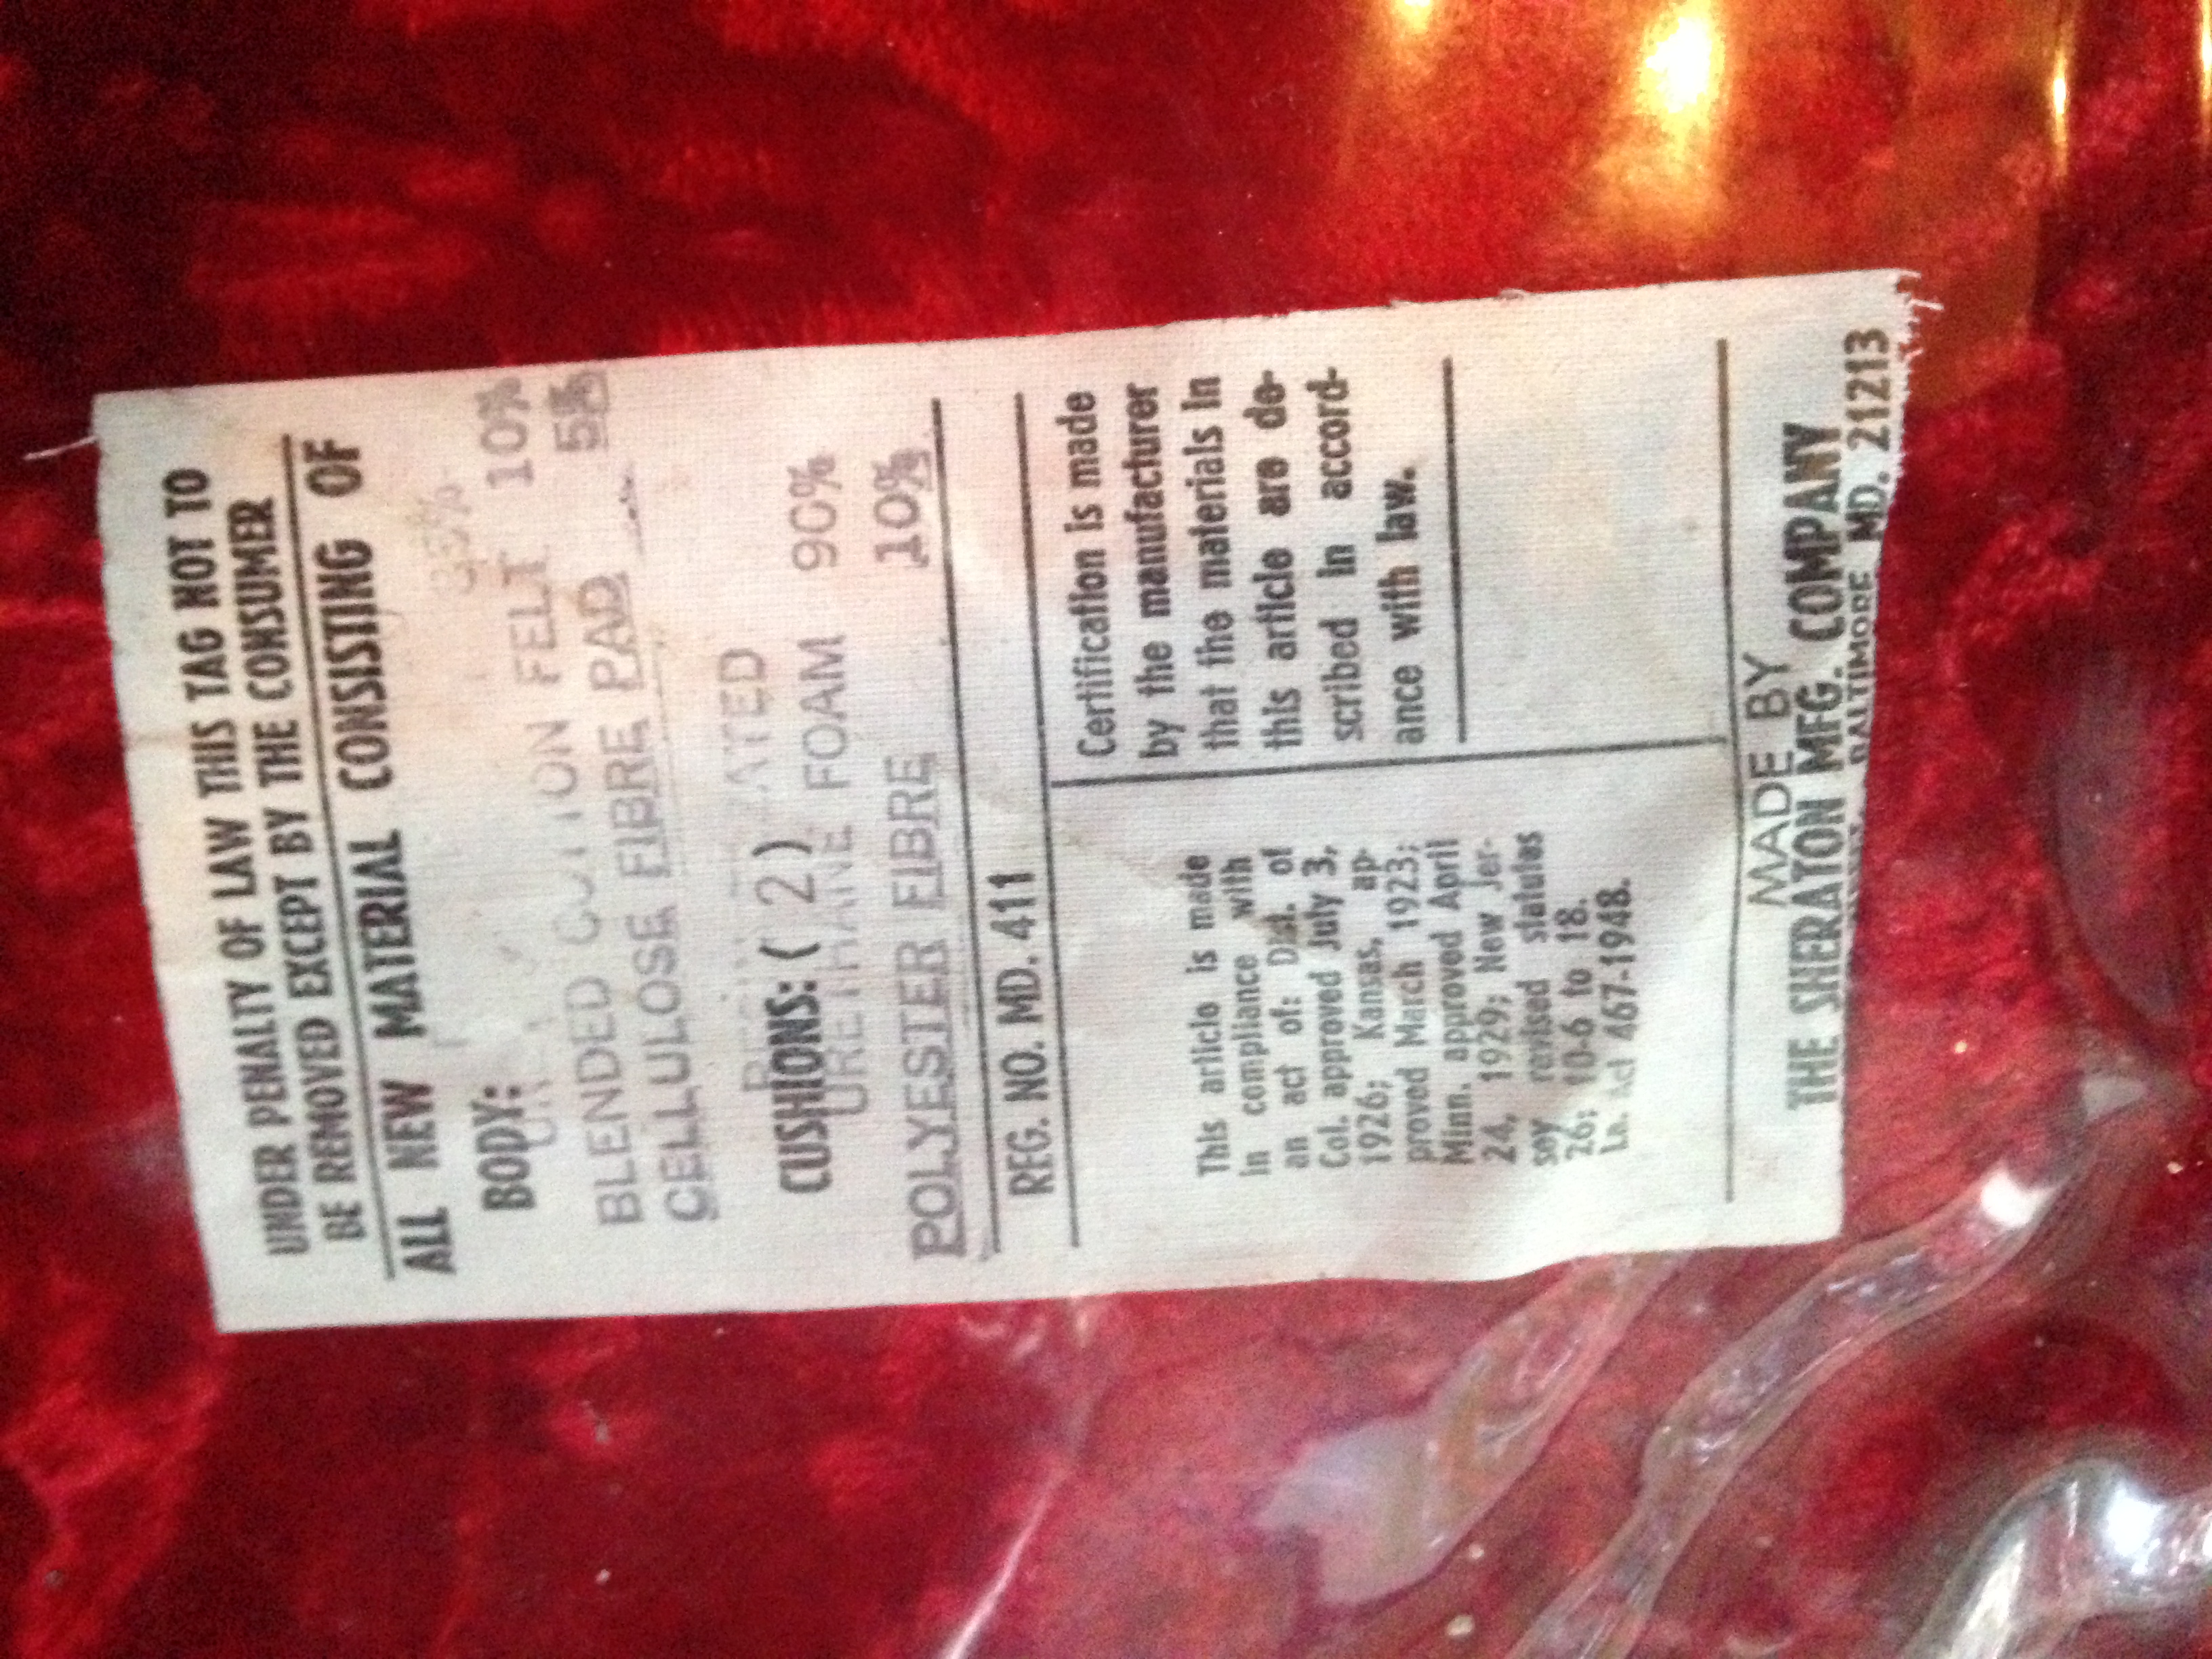 UNDER PENALTY OF LAW THIS TAG NOT TO
BE REMOVED EXCEPT BY THE CONSUMER
ALL NEW MATERIAL CONSISTING OF
BODY:
BLENDED COTTON FELT 10%
CELLULOSE FIBRE PAD 5%
CUSHIONS: (2)
URETHANE FOAM 90%
POLYESTER FIBRE 10%
REG. NO. MD. 411
This article is made
in compliance with
an act of: Dist. of
Col. approved July 3,
1926; Kansas, ap-
proved March 1923;
Minn. approved April
24, 1929; New Jer-
sey revised statutes
26; 10-6 to 18.
La. Act 467-1948.
Certification is made
by the manufacturer
that the materials in
this article are de-
scribed in accord-
ance with law.
MADE BY
THE SHERATON MFG. COMPANY
BALTIMORE MD. 21213